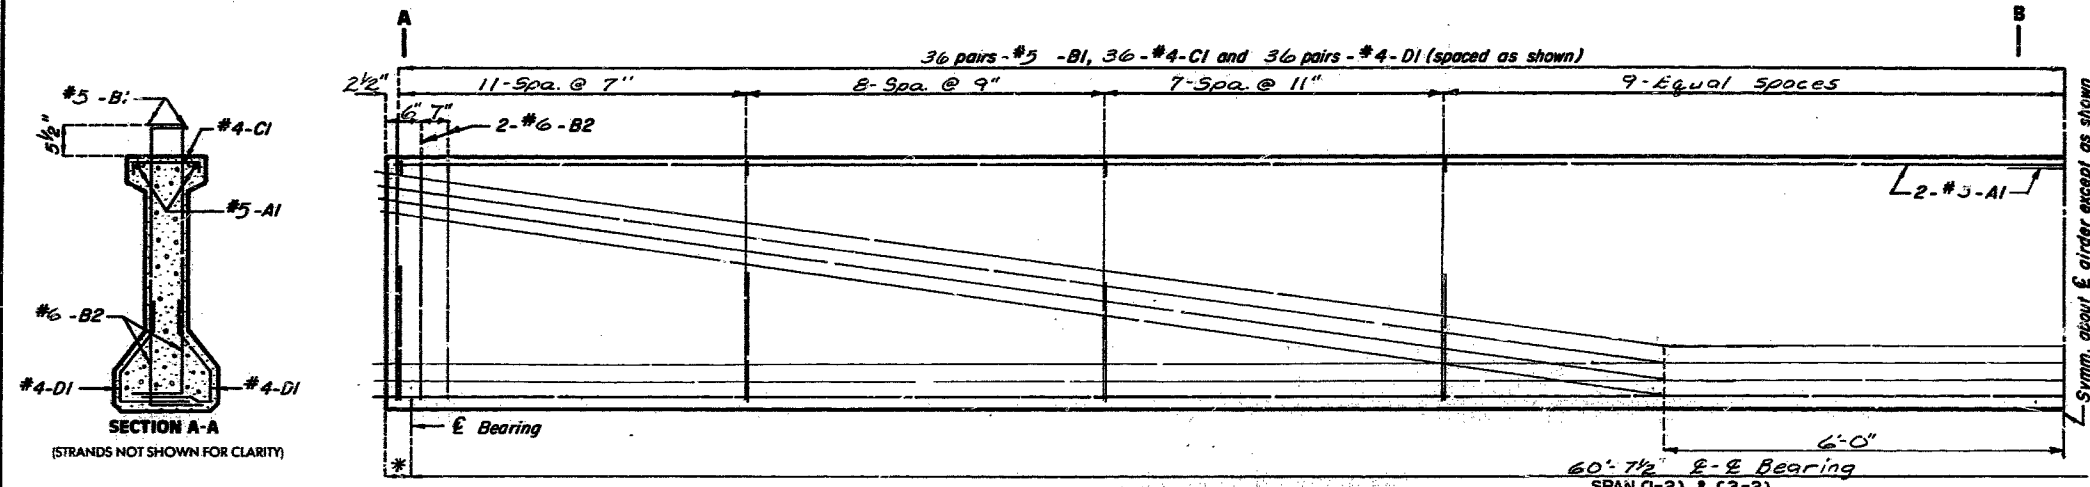 A
B
36 pairs - #5 -B1, 36 - #4-C1 and 36 pairs - #4-D1 (spaced as shown)
2½" 11-Spa. @ 7" 8-Spa. @ 9" 7-Spa. @ 11" 9-Equal spaces
#5 -B1
6" 7"
2-#6-B2
#4-C1
5½"
#5-A1
2-#5-A1
Symm. about ℄ girder except as shown
#6 -B2
#4-D1 #4-D1
SECTION A-A
(STRANDS NOT SHOWN FOR CLARITY)
℄ Bearing
*
6'-0"
60'-7½" ℄-℄ Bearing